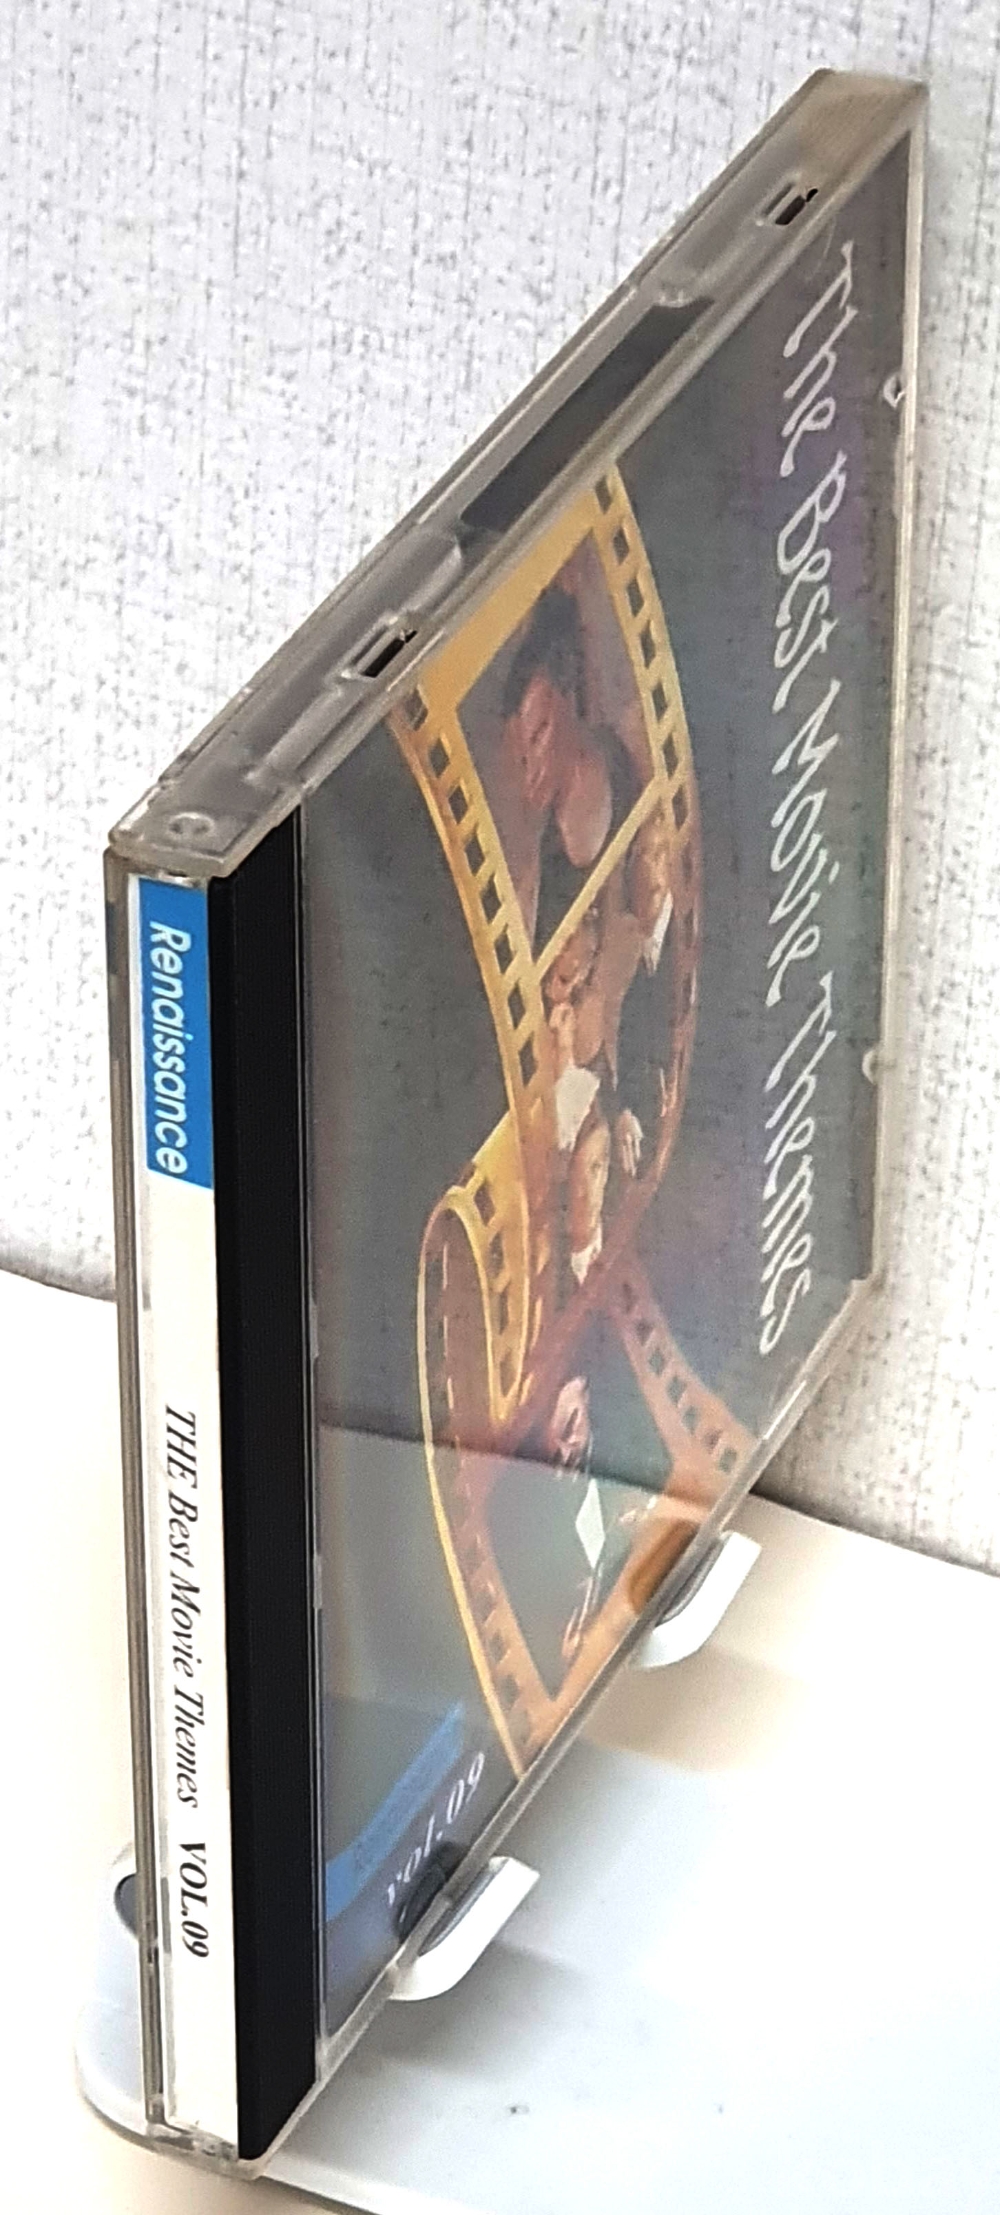 Renaissance
THE Best Movie Themes VOL.09
The Best Movie Themes
vol.09